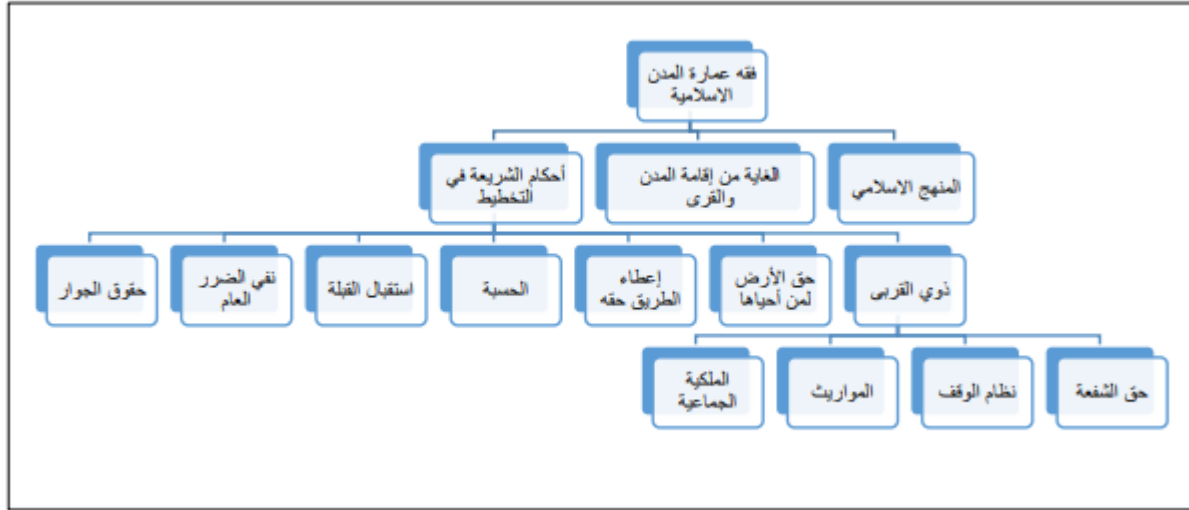 فقه عمارة المدن
الاسلامية
المنهج الاسلامي
الغاية من إقامة المدن
والقرى
أحكام الشريعة في
التخطيط
ذوي القربى
حق الأرض
لمن أحياها
إعطاء
الطريق حقه
الحسبة
استقبال القبلة
نفي الضرر
العام
حقوق الجوار
حق الشفعة
نظام الوقف
المواريث
الملكية
الجماعية